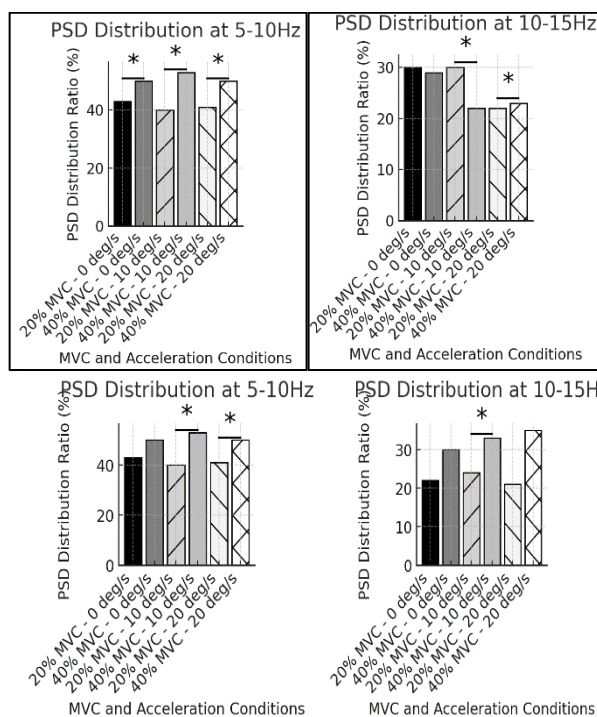 PSD Distribution at 5-10Hz
PSD Distribution Ratio (%)
40
20
0
*
*
*
20% MVC - 0 deg/s
40% MVC - 0 deg/s
20% MVC - 10 deg/s
40% MVC - 10 deg/s
20% MVC - 20 deg/s
40% MVC - 20 deg/s
MVC and Acceleration Conditions
PSD Distribution at 10-15Hz
PSD Distribution Ratio (%)
30
20
10
0
*
*
20% MVC - 0 deg/s
40% MVC - 0 deg/s
20% MVC - 10 deg/s
40% MVC - 10 deg/s
20% MVC - 20 deg/s
40% MVC - 20 deg/s
MVC and Acceleration Conditions
PSD Distribution at 5-10Hz
PSD Distribution Ratio (%)
40
20
0
*
*
20% MVC - 0 deg/s
40% MVC - 0 deg/s
20% MVC - 10 deg/s
40% MVC - 10 deg/s
20% MVC - 20 deg/s
40% MVC - 20 deg/s
MVC and Acceleration Conditions
PSD Distribution at 10-15H
PSD Distribution Ratio (%)
30
20
10
0
*
20% MVC - 0 deg/s
40% MVC - 0 deg/s
20% MVC - 10 deg/s
40% MVC - 10 deg/s
20% MVC - 20 deg/s
40% MVC - 20 deg/s
MVC and Acceleration Conditions